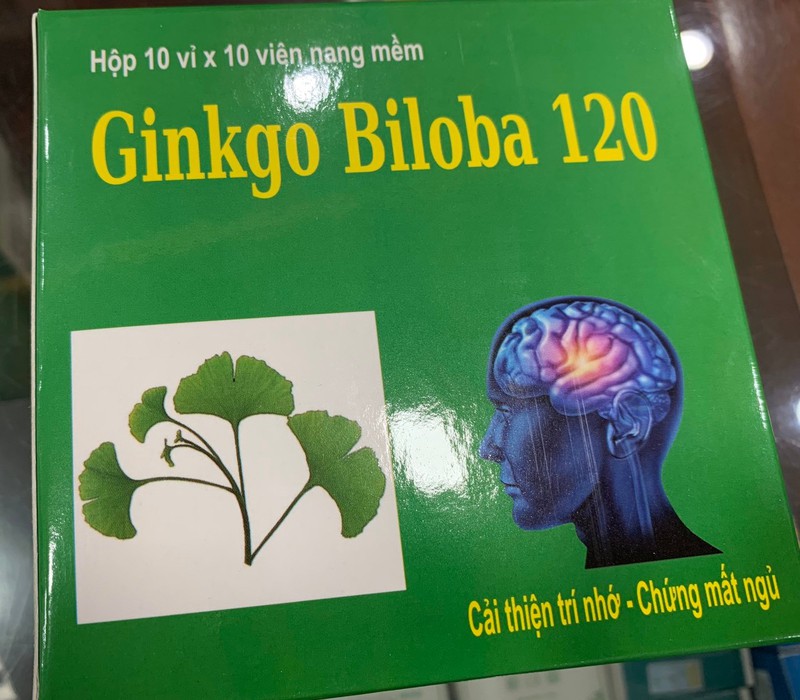 Hộp 10 vỉ x 10 viên nang mềm
Ginkgo Biloba 120
Cải thiện trí nhớ - Chứng mất ngủ